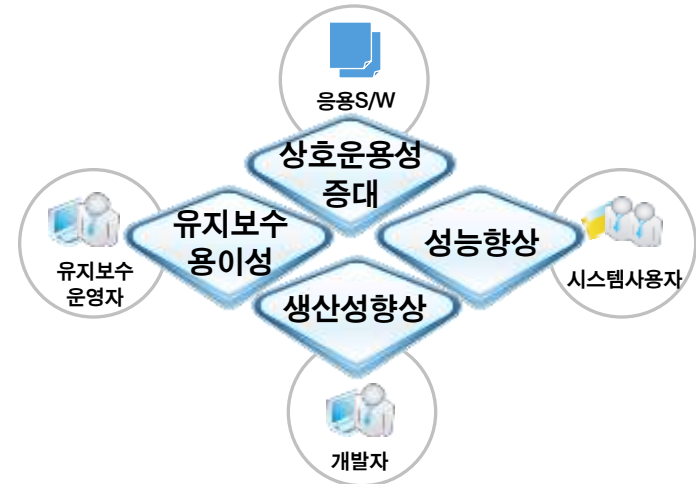 응용S/W
상호운용성
증대
유지보수
용이성
성능향상
유지보수
운영자
시스템사용자
생산성향상
개발자